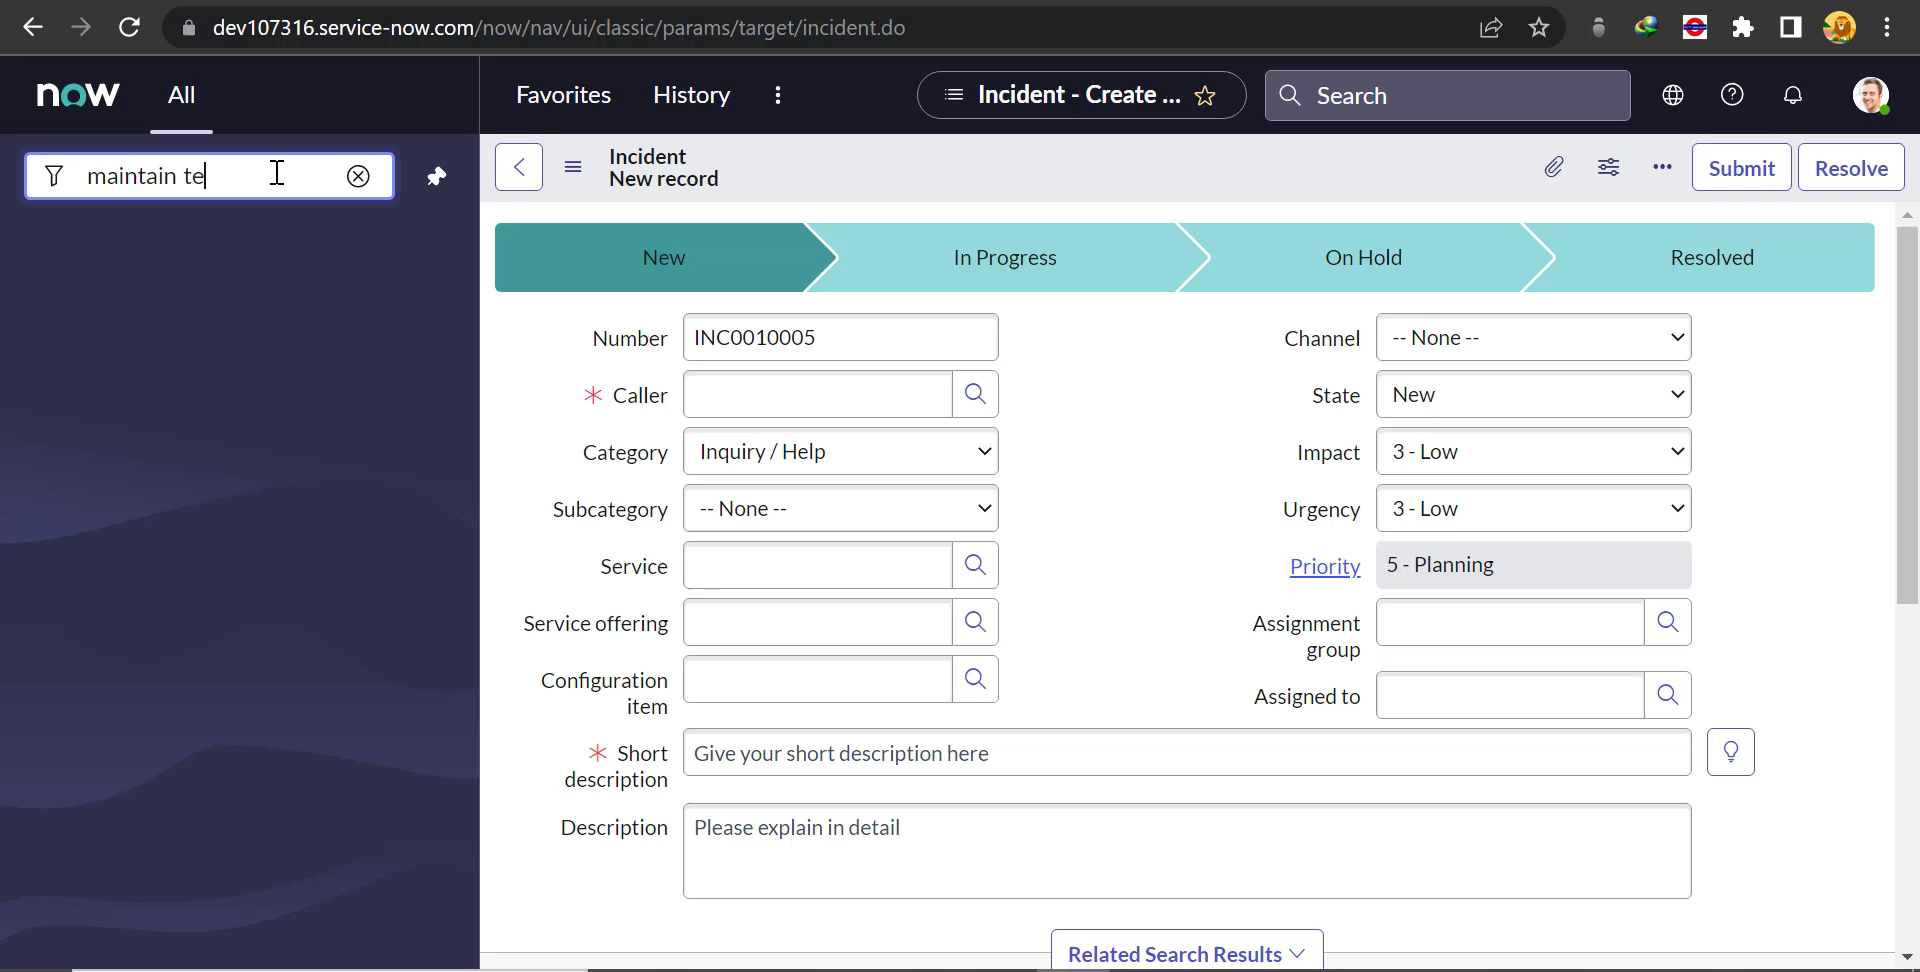 dev107316.service-now.com/now/nav/ui/classic/params/target/incident.do
now
All
Favorites
History
Incident - Create ...
Search
maintain te
Incident
New record
Submit
Resolve
New
In Progress
On Hold
Resolved
Number
INC0010005
Channel
-- None --
* Caller
State
New
Category
Inquiry / Help
Impact
3 - Low
Subcategory
-- None --
Urgency
3 - Low
Service
Priority
5 - Planning
Service offering
Assignment
group
Configuration
item
Assigned to
* Short
description
Give your short description here
Description
Please explain in detail
Related Search Results